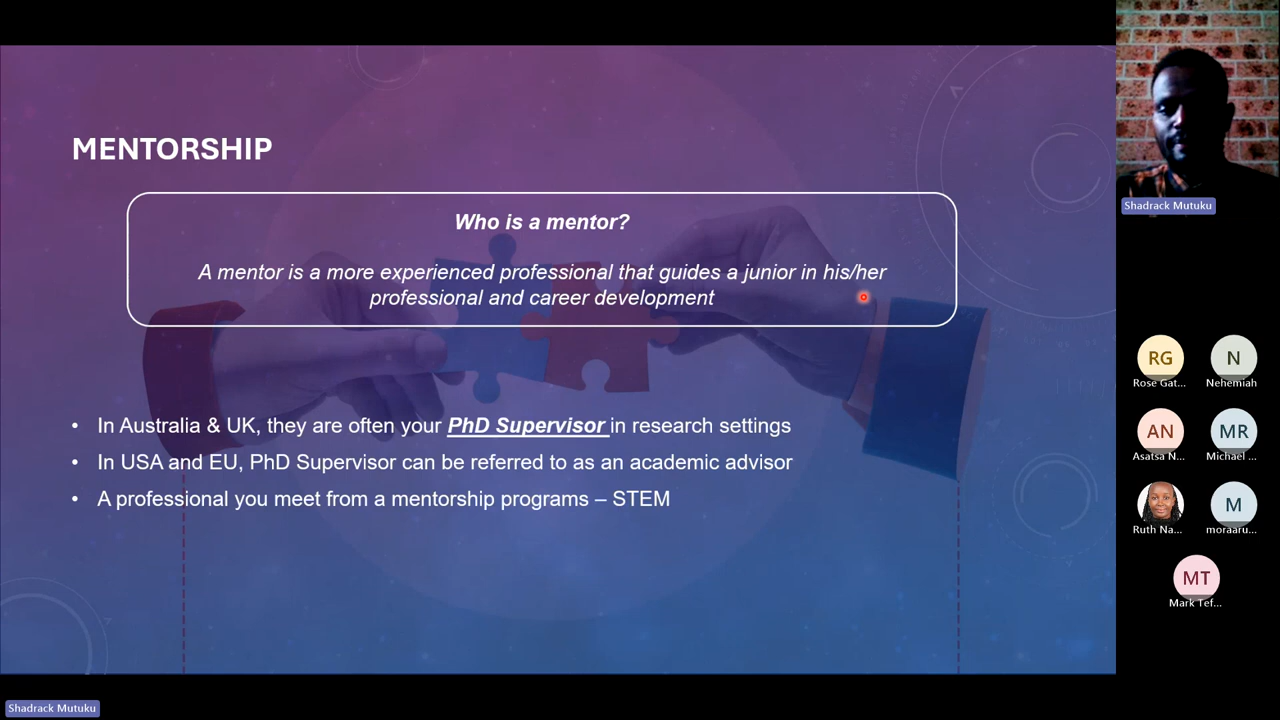 MENTORSHIP
Who is a mentor?
A mentor is a more experienced professional that guides a junior in his/her
professional and career development
• In Australia & UK, they are often your PhD Supervisor in research settings
• In USA and EU, PhD Supervisor can be referred to as an academic advisor
• A professional you meet from a mentorship programs – STEM
Shadrack Mutuku
RG
N
Rose Gat...
Nehemiah
AN
MR
Asatsa N...
Michael ...
M
Ruth Na...
moraaru...
MT
Mark Tef...
Shadrack Mutuku